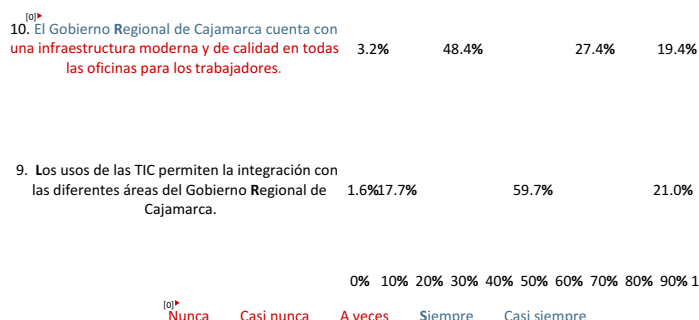 [0]
10. El Gobierno Regional de Cajamarca cuenta con
una infraestructura moderna y de calidad en todas
las oficinas para los trabajadores.
3.2% 48.4% 27.4% 19.4%
9. Los usos de las TIC permiten la integración con
las diferentes áreas del Gobierno Regional de
Cajamarca.
1.6%17.7% 59.7% 21.0%
0% 10% 20% 30% 40% 50% 60% 70% 80% 90% 1
[0]
Nunca Casi nunca A veces Siempre Casi siempre